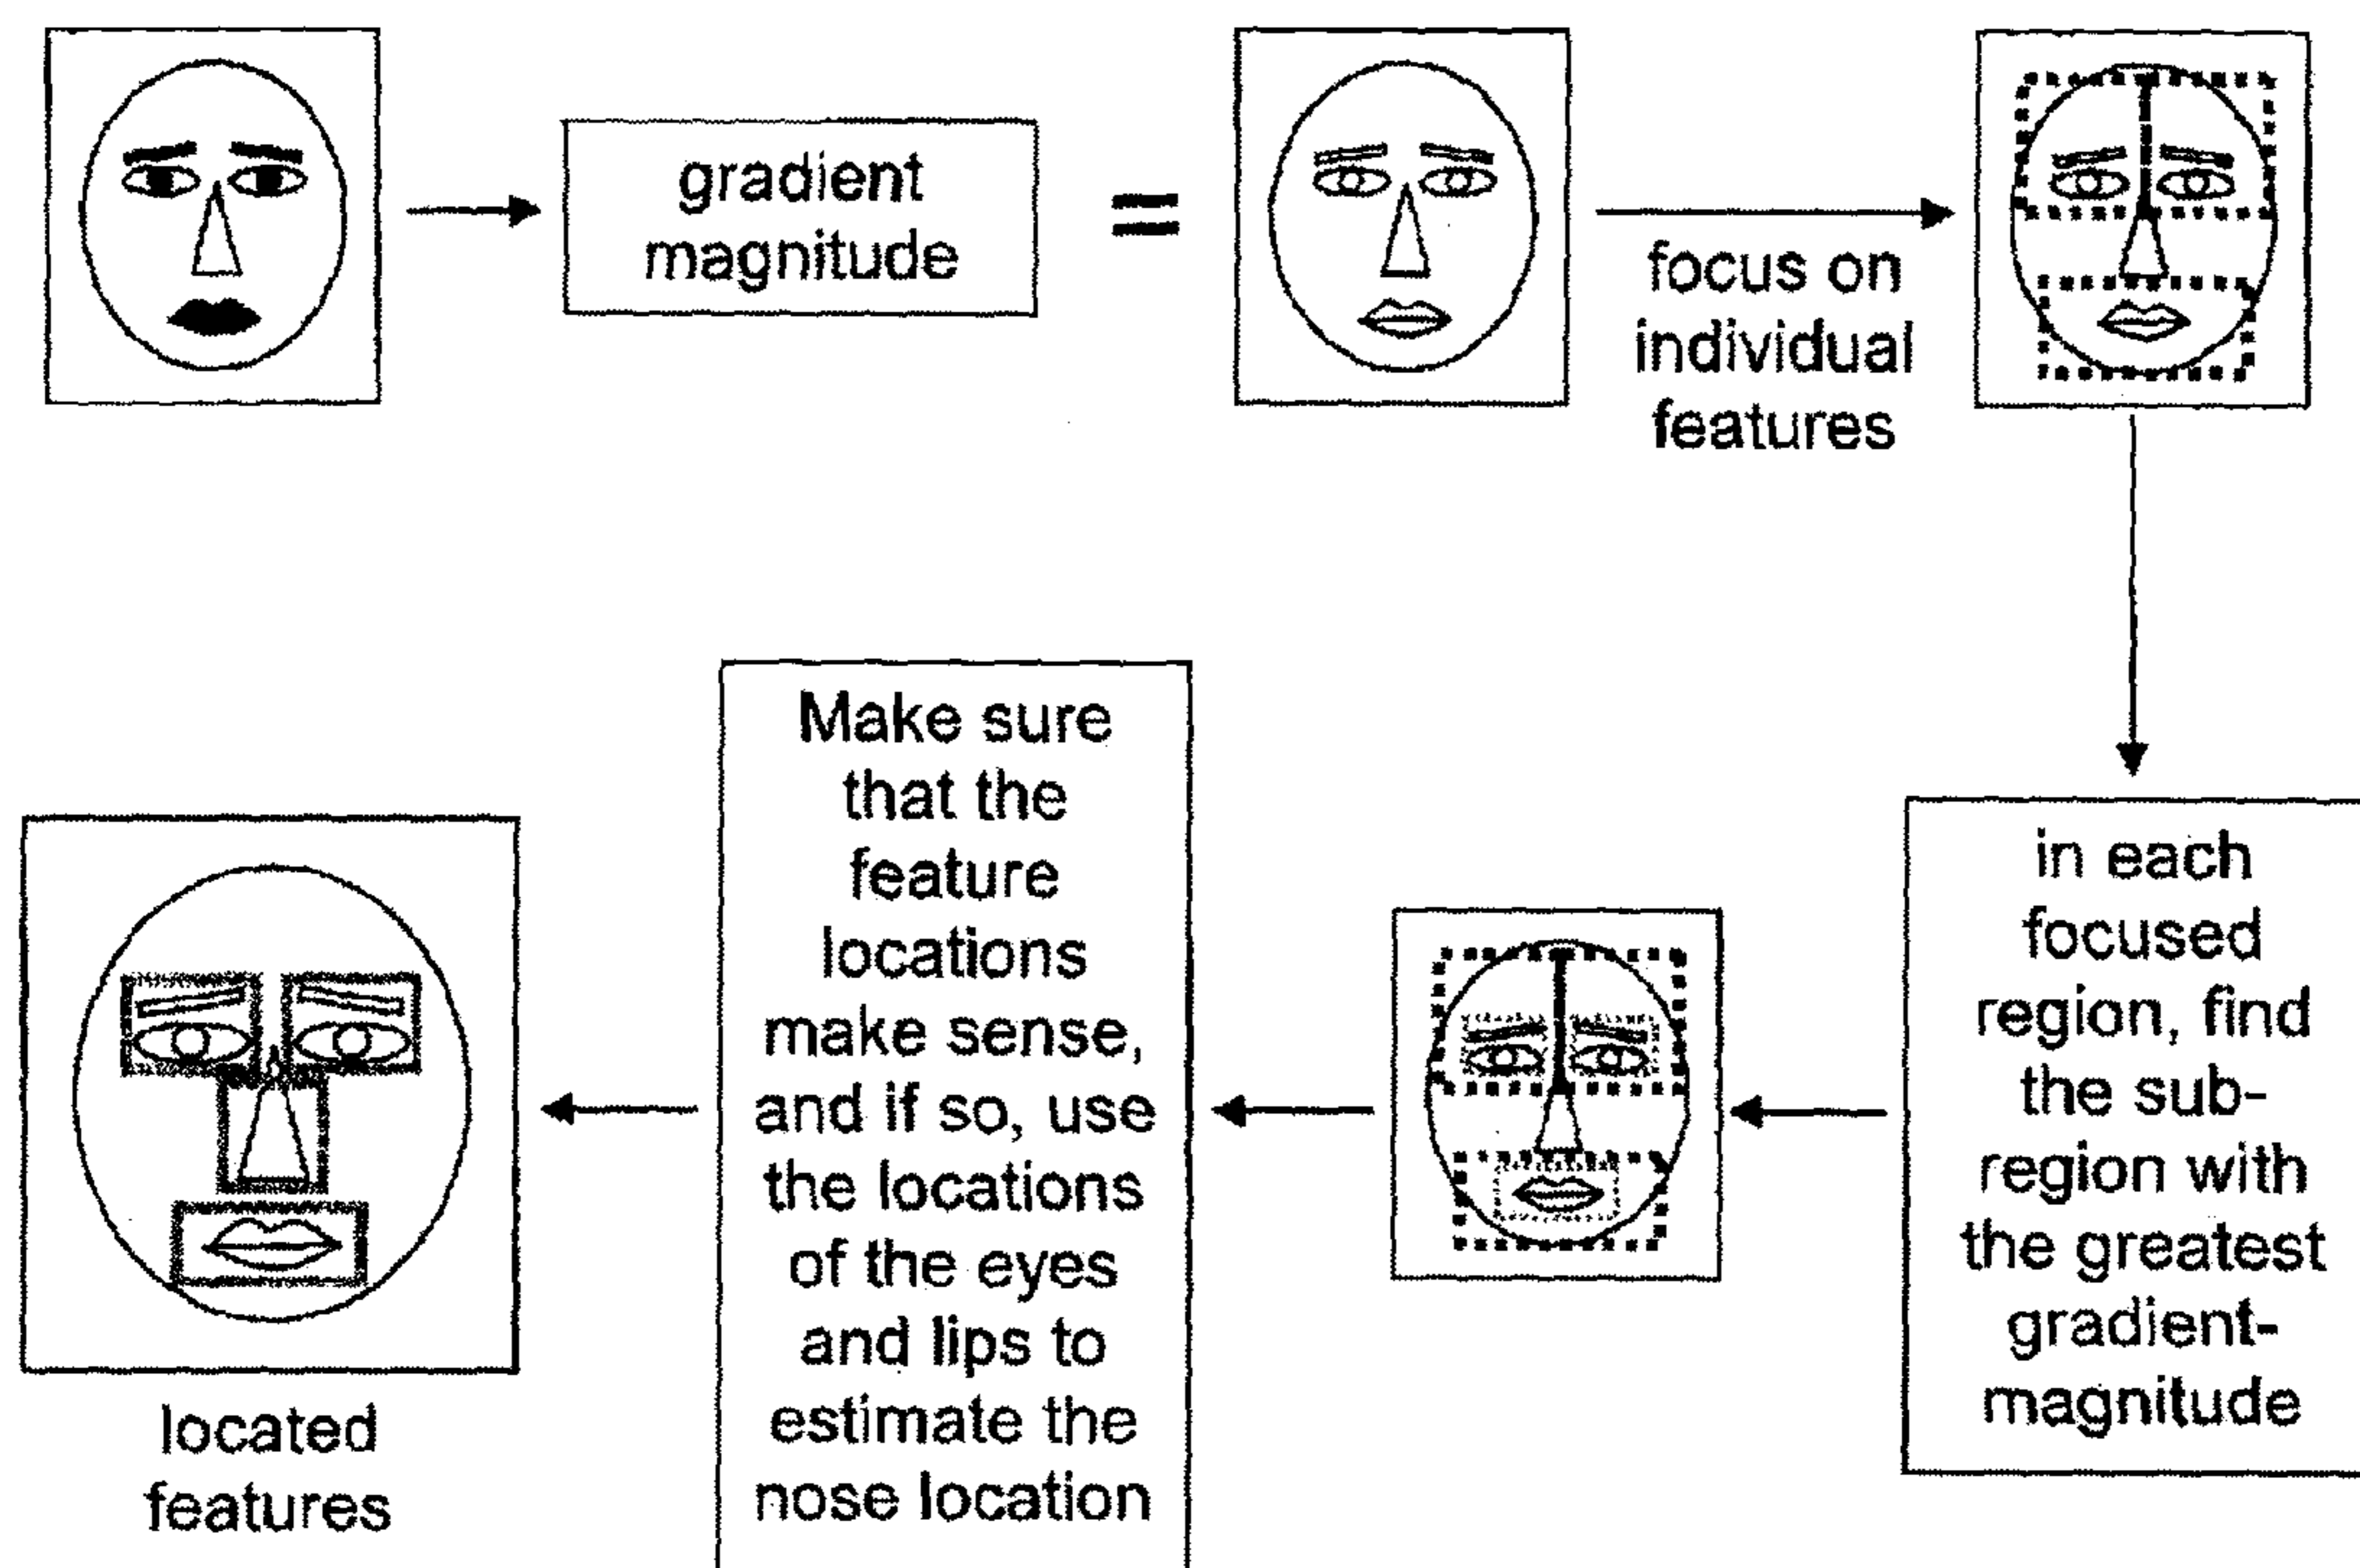 gradient
magnitude
=
focus on
individual
features
in each
focused
region, find
the sub-
region with
the greatest
gradient-
magnitude
Make sure
that the
feature
locations
make sense,
and if so, use
the locations
of the eyes
and lips to
estimate the
nose location
located
features